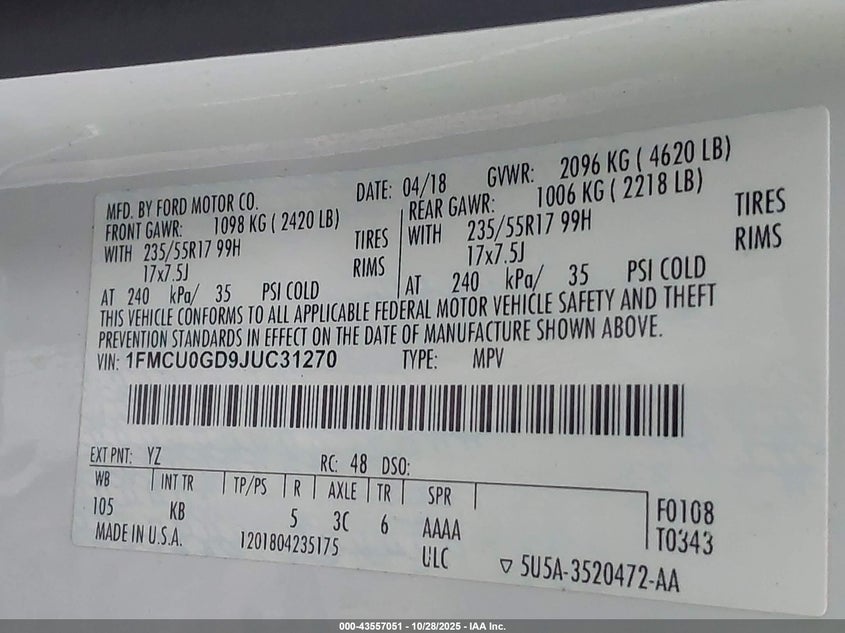 MFD. BY FORD MOTOR CO. DATE: 04/18 GVWR: 2096 KG ( 4620 LB)
FRONT GAWR: 1098 KG ( 2420 LB) REAR GAWR: 1006 KG ( 2218 LB)
WITH 235/55R17 99H TIRES WITH 235/55R17 99H TIRES
17x7.5J RIMS 17x7.5J RIMS
AT 240 kPa/ 35 PSI COLD AT 240 kPa/ 35 PSI COLD
THIS VEHICLE CONFORMS TO ALL APPLICABLE FEDERAL MOTOR VEHICLE SAFETY AND THEFT
PREVENTION STANDARDS IN EFFECT ON THE DATE OF MANUFACTURE SHOWN ABOVE.
VIN: 1FMCU0GD9JUC31270 TYPE: MPV
EXT PNT: YZ RC: 48 DSO:
WB INT TR TP/PS R AXLE TR SPR
105 KB 5 3C 6 AAAA F0108
MADE IN U.S.A. 1201804235175 ULC T0343
▽ 5U5A-3520472-AA
000-43557051 - 10/28/2025 - IAA Inc.